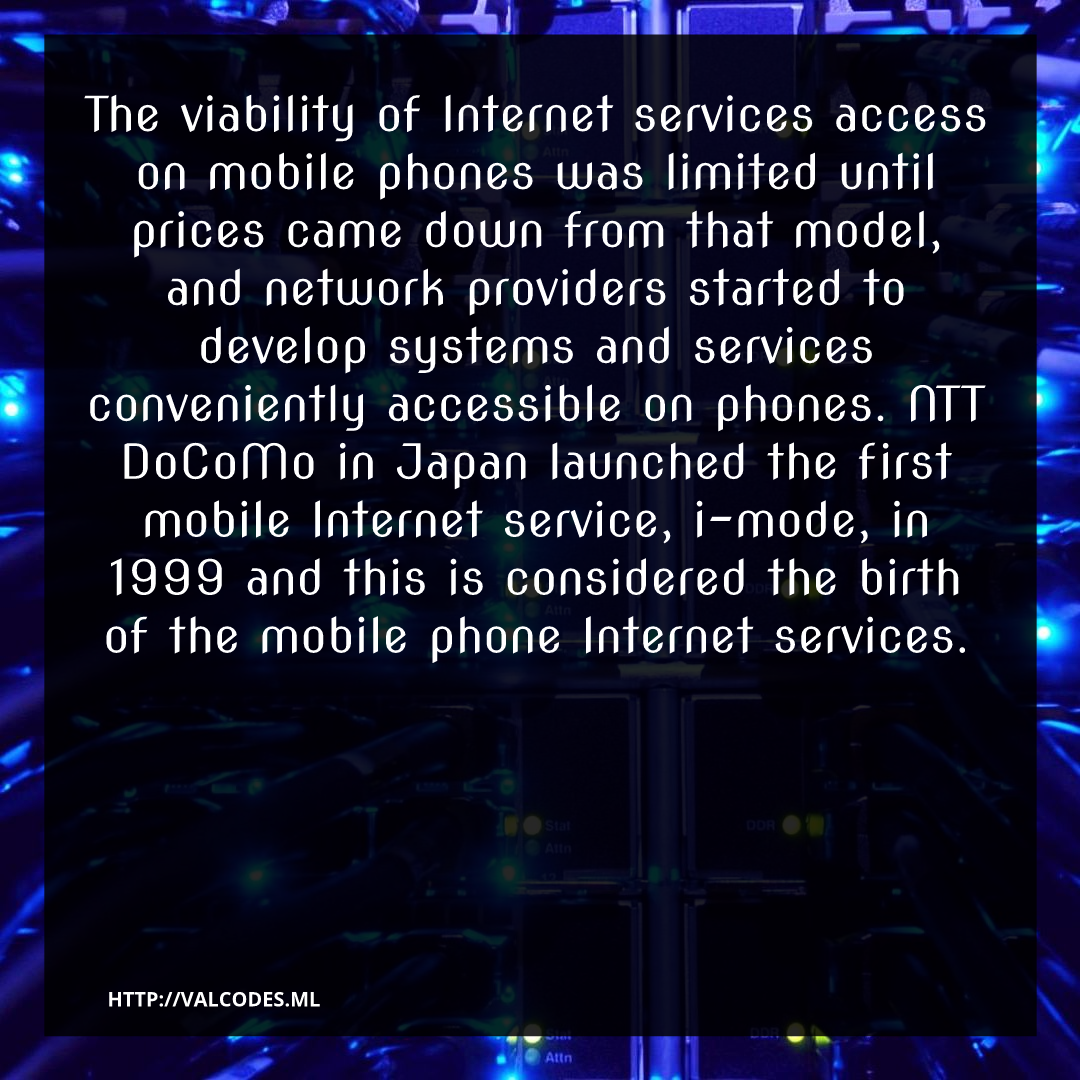 The viability of Internet services access
on mobile phones was limited until
prices came down from that model,
and network providers started to
develop systems and services
conveniently accessible on phones. NTT
DoCoMo in Japan launched the first
mobile Internet service, i-mode, in
1999 and this is considered the birth
of the mobile phone Internet services.
Stat
Attn
DDR
HTTP://VALCODES.ML
Stat
Attn
DDR